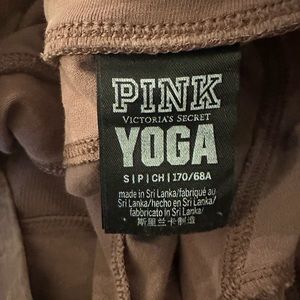 PINK
VICTORIA'S SECRET
YOGA
S | P | CH | 170/68A
made in Sri Lanka/fabriqué au
Sri Lanka/hecho en Sri Lanka/
fabbricato in Sri Lanka
斯里兰卡制造